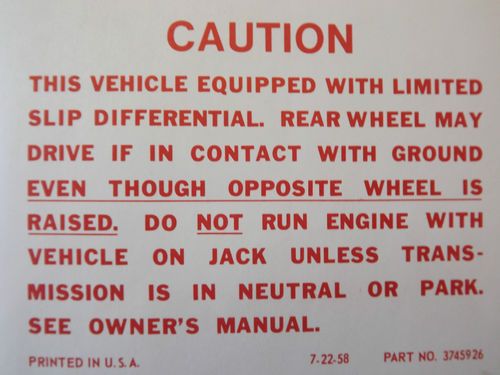 CAUTION
THIS VEHICLE EQUIPPED WITH LIMITED
SLIP DIFFERENTIAL. REAR WHEEL MAY
DRIVE IF IN CONTACT WITH GROUND
EVEN THOUGH OPPOSITE WHEEL IS
RAISED. DO NOT RUN ENGINE WITH
VEHICLE ON JACK UNLESS TRANS-
MISSION IS IN NEUTRAL OR PARK.
SEE OWNER'S MANUAL.
PRINTED IN U.S.A. 7-22-58 PART NO. 3745926